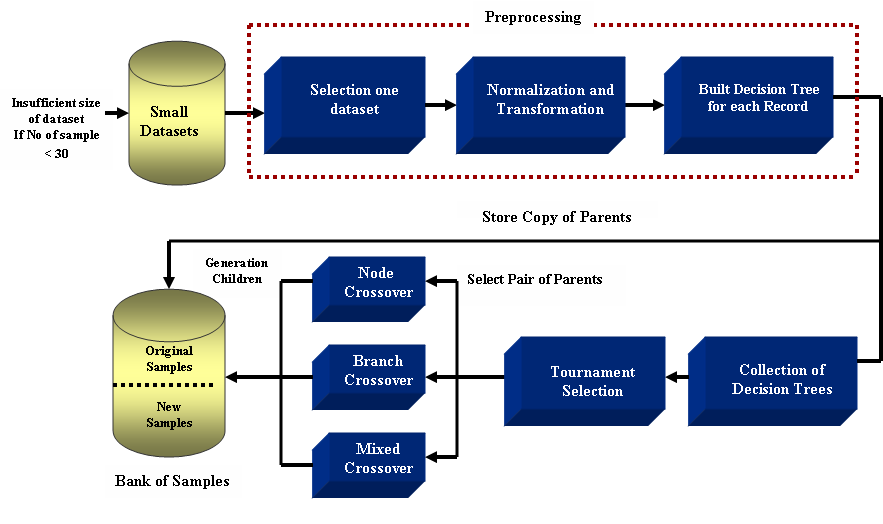 Preprocessing
Insufficient size
of dataset
If No of sample
< 30
Small
Datasets
Selection one
dataset
Normalization and
Transformation
Built Decision Tree
for each Record
Store Copy of Parents
Generation
Children
Node
Crossover
Select Pair of Parents
Original
Samples
New
Samples
Branch
Crossover
Tournament
Selection
Collection of
Decision Trees
Mixed
Crossover
Bank of Samples